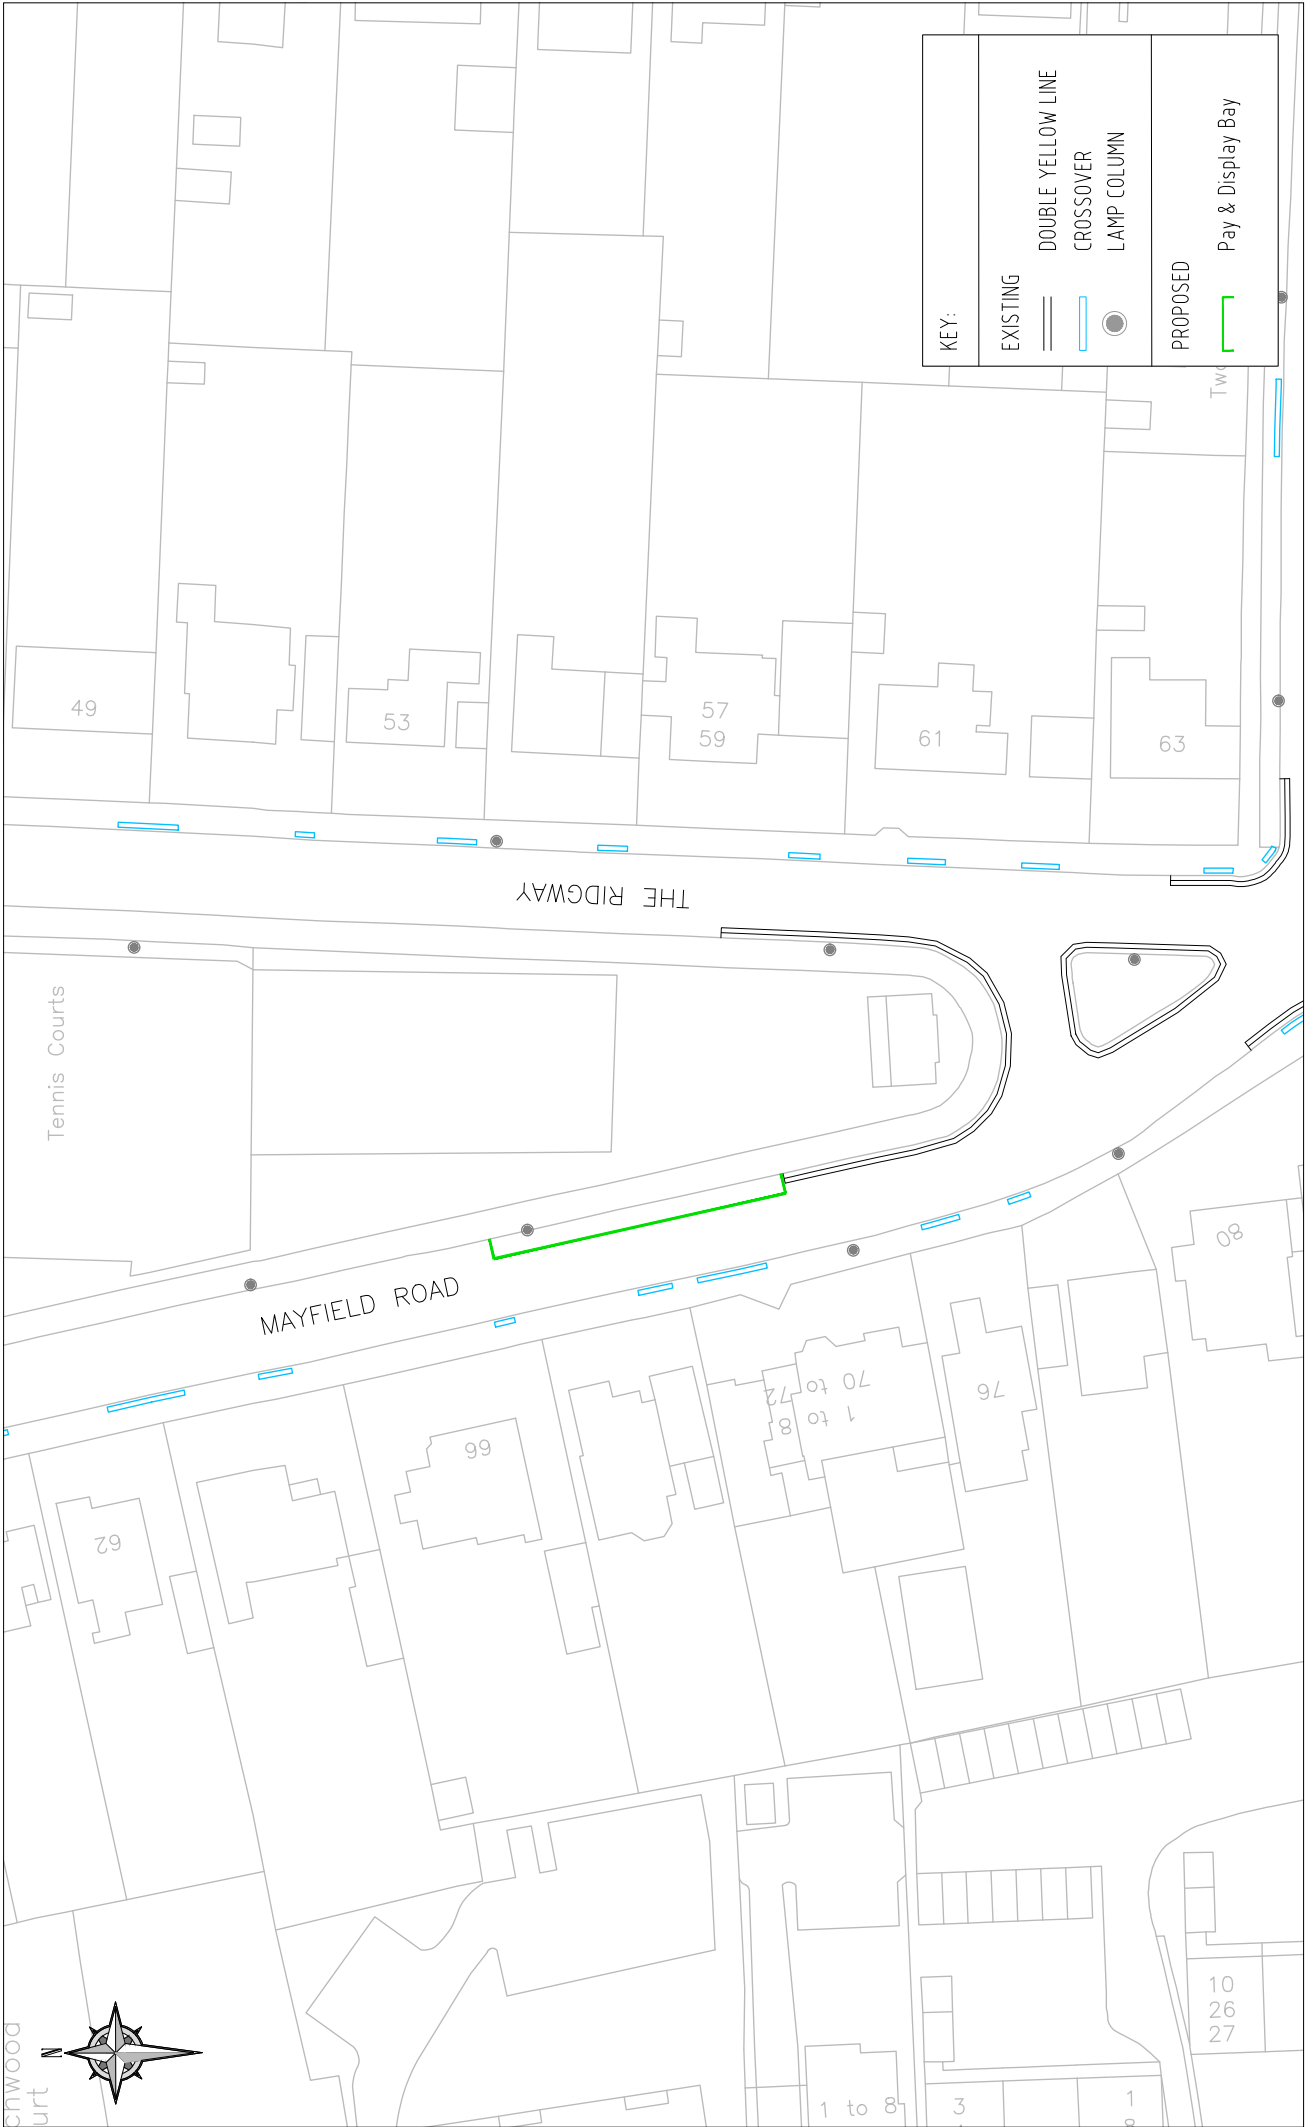 KEY:
EXISTING
DOUBLE YELLOW LINE
CROSSOVER
LAMP COLUMN
PROPOSED
Pay & Display Bay
49
53
57
59
61
63
THE RIDGWAY
Tennis Courts
MAYFIELD ROAD
62
66
70 to 72
1 to 8
76
80
N
chwood
urt
10
26
27
1 to 8
3
1